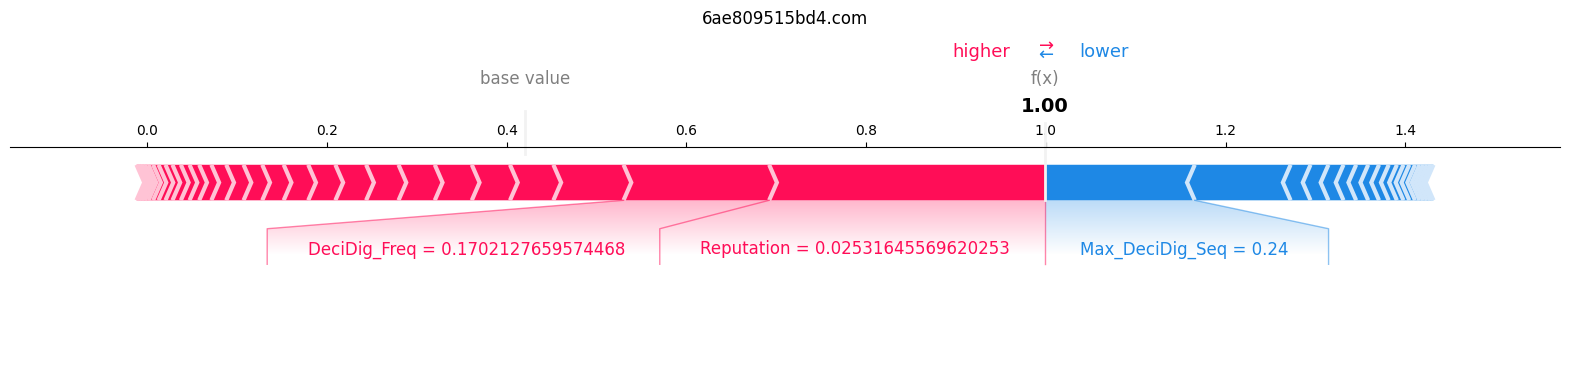 6ae809515bd4.com
higher ⇄ lower
base value f(x)
1.00
0.0 0.2 0.4 0.6 0.8 1.0 1.2 1.4
DeciDig_Freq = 0.1702127659574468 Reputation = 0.02531645569620253 Max_DeciDig_Seq = 0.24